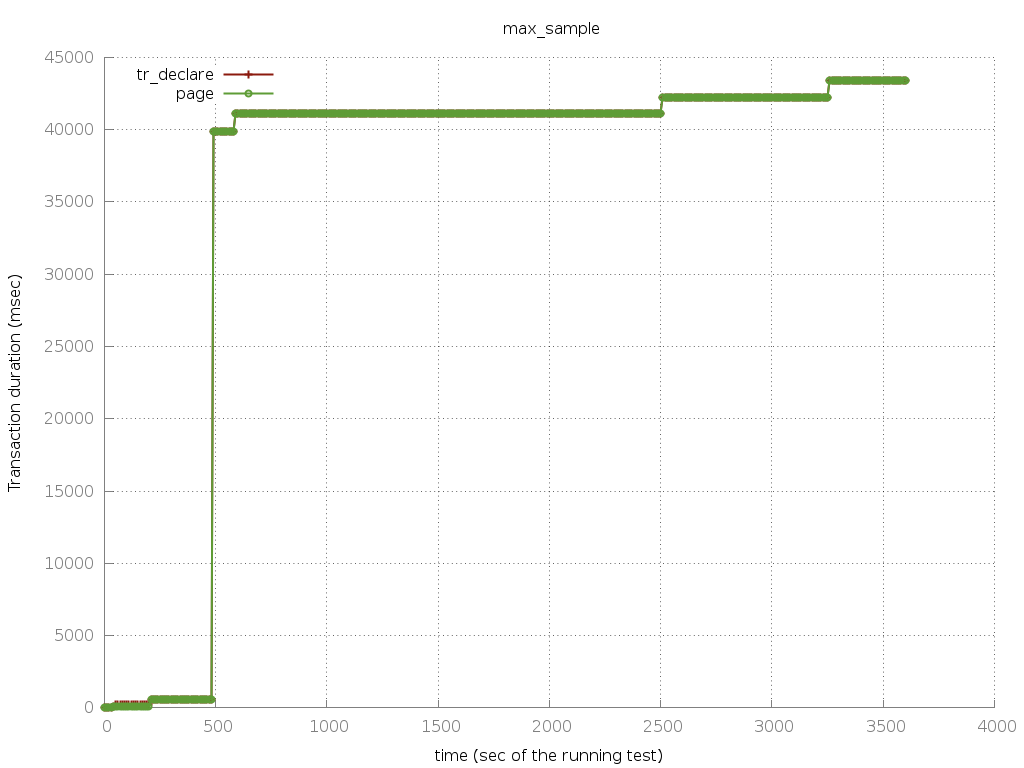 max_sample
tr_declare
page
45000
40000
35000
30000
25000
20000
15000
10000
5000
0
0 500 1000 1500 2000 2500 3000 3500 4000
Transaction duration (msec)
time (sec of the running test)